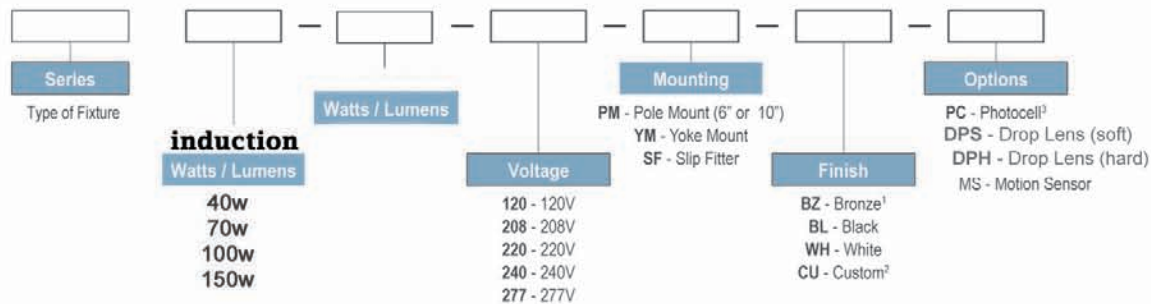 Series
Type of Fixture
induction
Watts / Lumens
40w
70w
100w
150w
Watts / Lumens
Voltage
120 - 120V
208 - 208V
220 - 220V
240 - 240V
277 - 277V
Mounting
PM - Pole Mount (6” or 10”)
YM - Yoke Mount
SF - Slip Fitter
Finish
BZ - Bronze¹
BL - Black
WH - White
CU - Custom²
Options
PC - Photocell³
DPS - Drop Lens (soft)
DPH - Drop Lens (hard)
MS - Motion Sensor